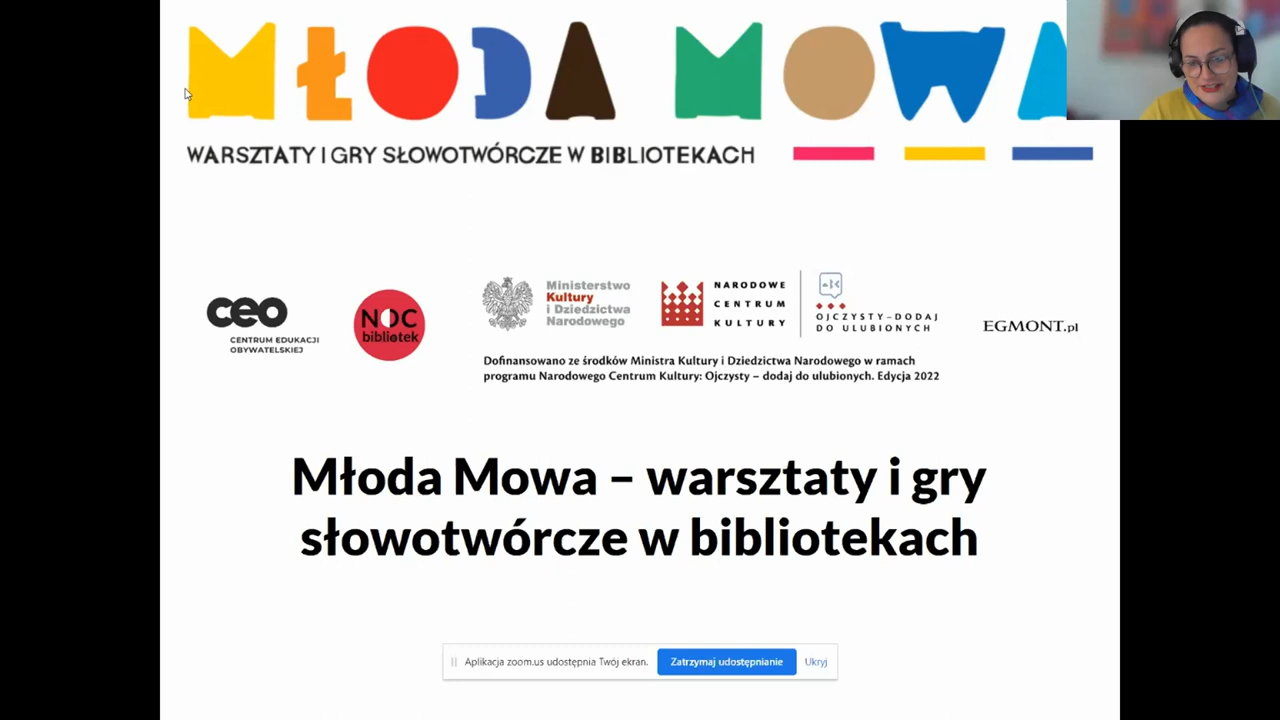 MŁODA MOWA
WARSZTATY I GRY SŁOWOTWÓRCZE W BIBLIOTEKACH
ceo
CENTRUM EDUKACJI
OBYWATELSKIEJ
NOC
bibliotek
Ministerstwo
Kultury
i Dziedzictwa
Narodowego
NARODOWE
CENTRUM
KULTURY
OJCZYSTY–DODAJ
DO ULUBIONYCH
EGMONT.pl
Dofinansowano ze środków Ministra Kultury i Dziedzictwa Narodowego w ramach
programu Narodowego Centrum Kultury: Ojczysty – dodaj do ulubionych. Edycja 2022
Młoda Mowa – warsztaty i gry
słowotwórcze w bibliotekach
Aplikacja zoom.us udostępnia Twój ekran.
Zatrzymaj udostępnianie
Ukryj